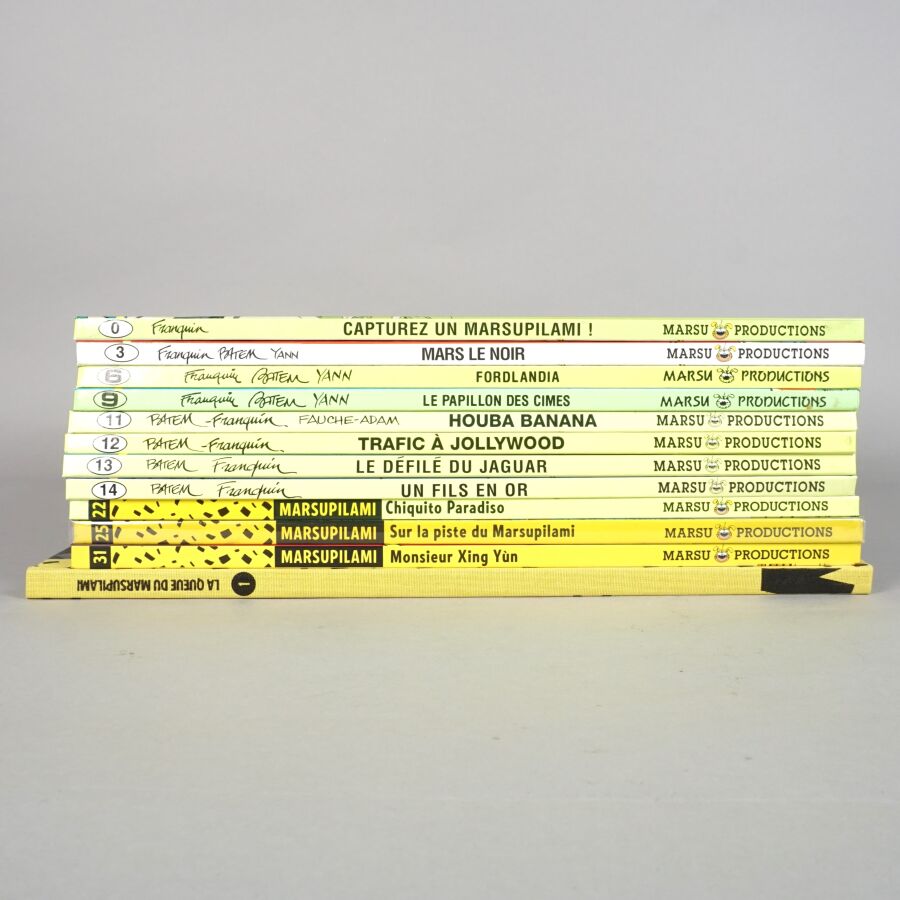 0 Franquin CAPTUREZ UN MARSUPILAMI ! MARSU PRODUCTIONS
3 Franquin BATEM YANN MARS LE NOIR MARSU PRODUCTIONS
6 Franquin BATEM YANN FORDLANDIA MARSU PRODUCTIONS
9 Franquin BATEM YANN LE PAPILLON DES CIMES MARSU PRODUCTIONS
11 BATEM - Franquin FAUCHE-ADAM HOUBA BANANA MARSU PRODUCTIONS
12 BATEM - Franquin TRAFIC À JOLLYWOOD MARSU PRODUCTIONS
13 BATEM Franquin LE DÉFILÉ DU JAGUAR MARSU PRODUCTIONS
14 BATEM Franquin UN FILS EN OR MARSU PRODUCTIONS
22 MARSUPILAMI Chiquito Paradiso MARSU PRODUCTIONS
25 MARSUPILAMI Sur la piste du Marsupilami MARSU PRODUCTIONS
31 MARSUPILAMI Monsieur Xing Yùn MARSU PRODUCTIONS
1 LA QUEUE DU MARSUPILAMI